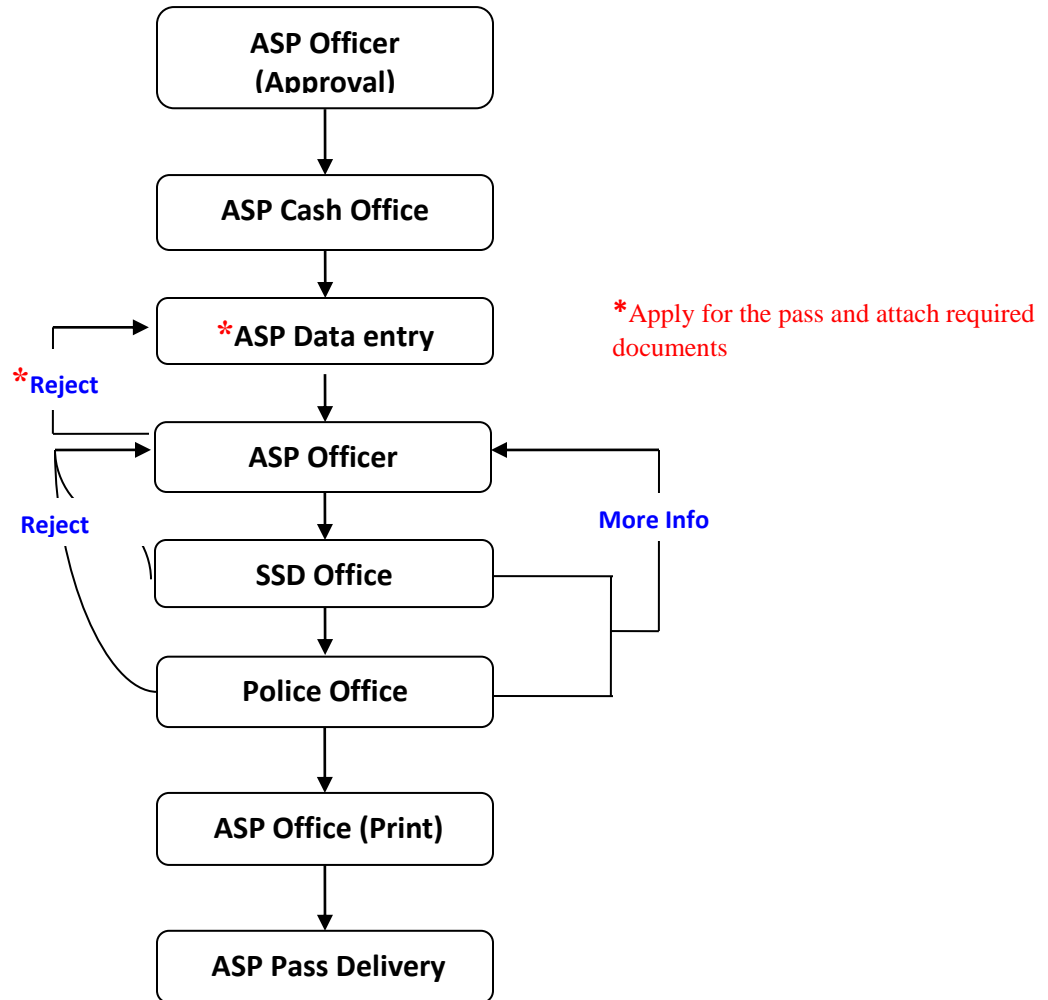 ASP Officer
(Approval)
ASP Cash Office
*ASP Data entry
*Apply for the pass and attach required
documents
*Reject
ASP Officer
Reject
More Info
SSD Office
Police Office
ASP Office (Print)
ASP Pass Delivery